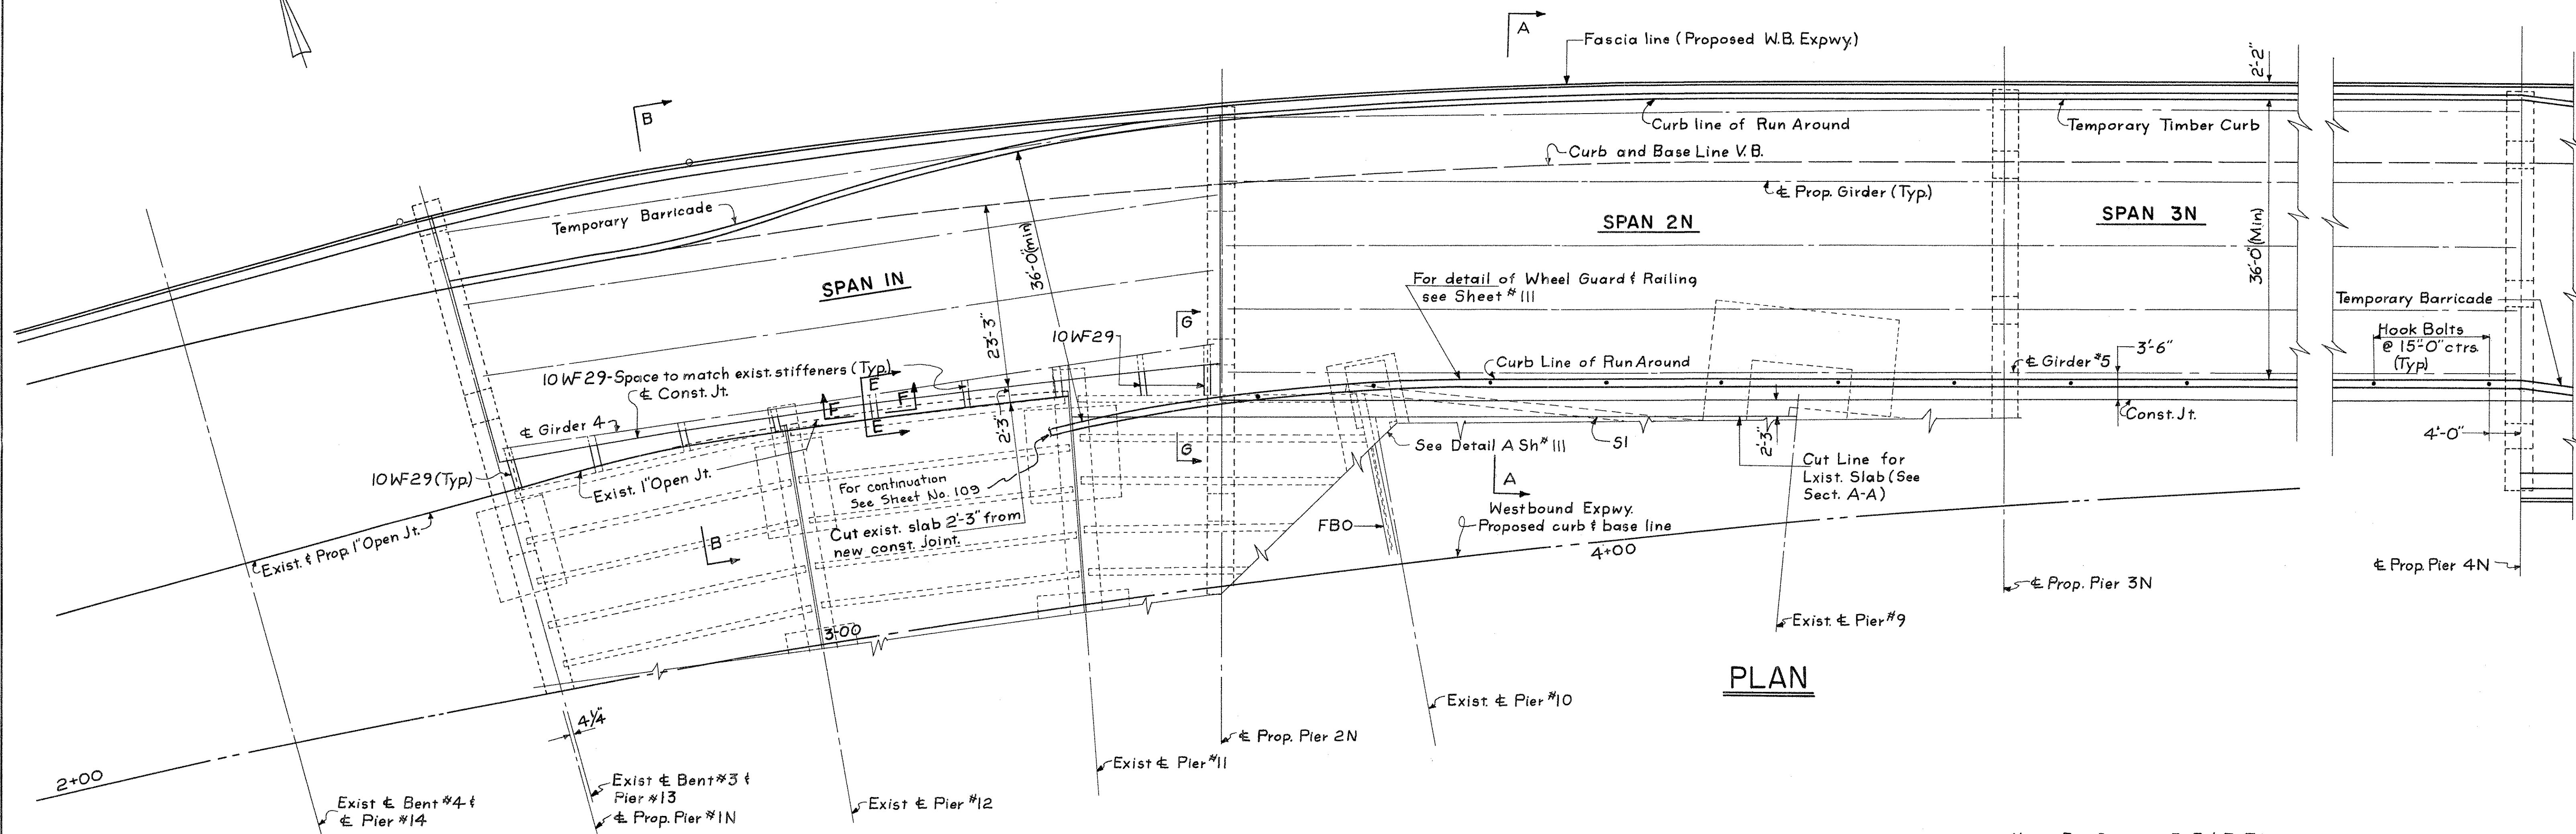 A
Fascia line (Proposed W.B. Expwy.)
2'-2"
B
Curb line of Run Around
Temporary Timber Curb
Curb and Base Line V.B.
℄ Prop. Girder (Typ.)
Temporary Barricade
SPAN 1N
SPAN 2N
SPAN 3N
36'-0"(min)
23'-3"
36'-0"(Min)
For detail of Wheel Guard & Railing
see Sheet #111
Temporary Barricade
Hook Bolts
@ 15'0" ctrs.
(Typ)
G
10WF29
Curb Line of Run Around
℄ Girder #5
3'-6"
10WF29-Space to match exist. stiffeners (Typ.)
℄ Const. Jt.
E
F
F
E
℄ Girder 4
2'-3"
Const. Jt.
4'-0"
10WF29(Typ.)
Exist. 1" Open Jt.
For continuation
See Sheet No. 109
G
See Detail A Sh #111
S1
2'-3"
A
Cut Line for
Lxist. Slab (See
Sect. A-A)
B
Cut exist. slab 2'-3" from
new const. Joint.
FBO
Westbound Expwy.
Proposed curb & base line
4+00
Exist. & Prop. 1" Open Jt.
℄ Prop. Pier 3N
℄ Prop. Pier 4N
3+00
Exist. ℄ Pier #9
PLAN
4¼"
Exist. ℄ Pier #10
℄ Prop. Pier 2N
Exist ℄ Pier #11
2+00
Exist ℄ Bent #4 &
℄ Pier #14
Exist ℄ Bent #3 &
Pier #13
℄ Prop. Pier #1N
Exist ℄ Pier #12